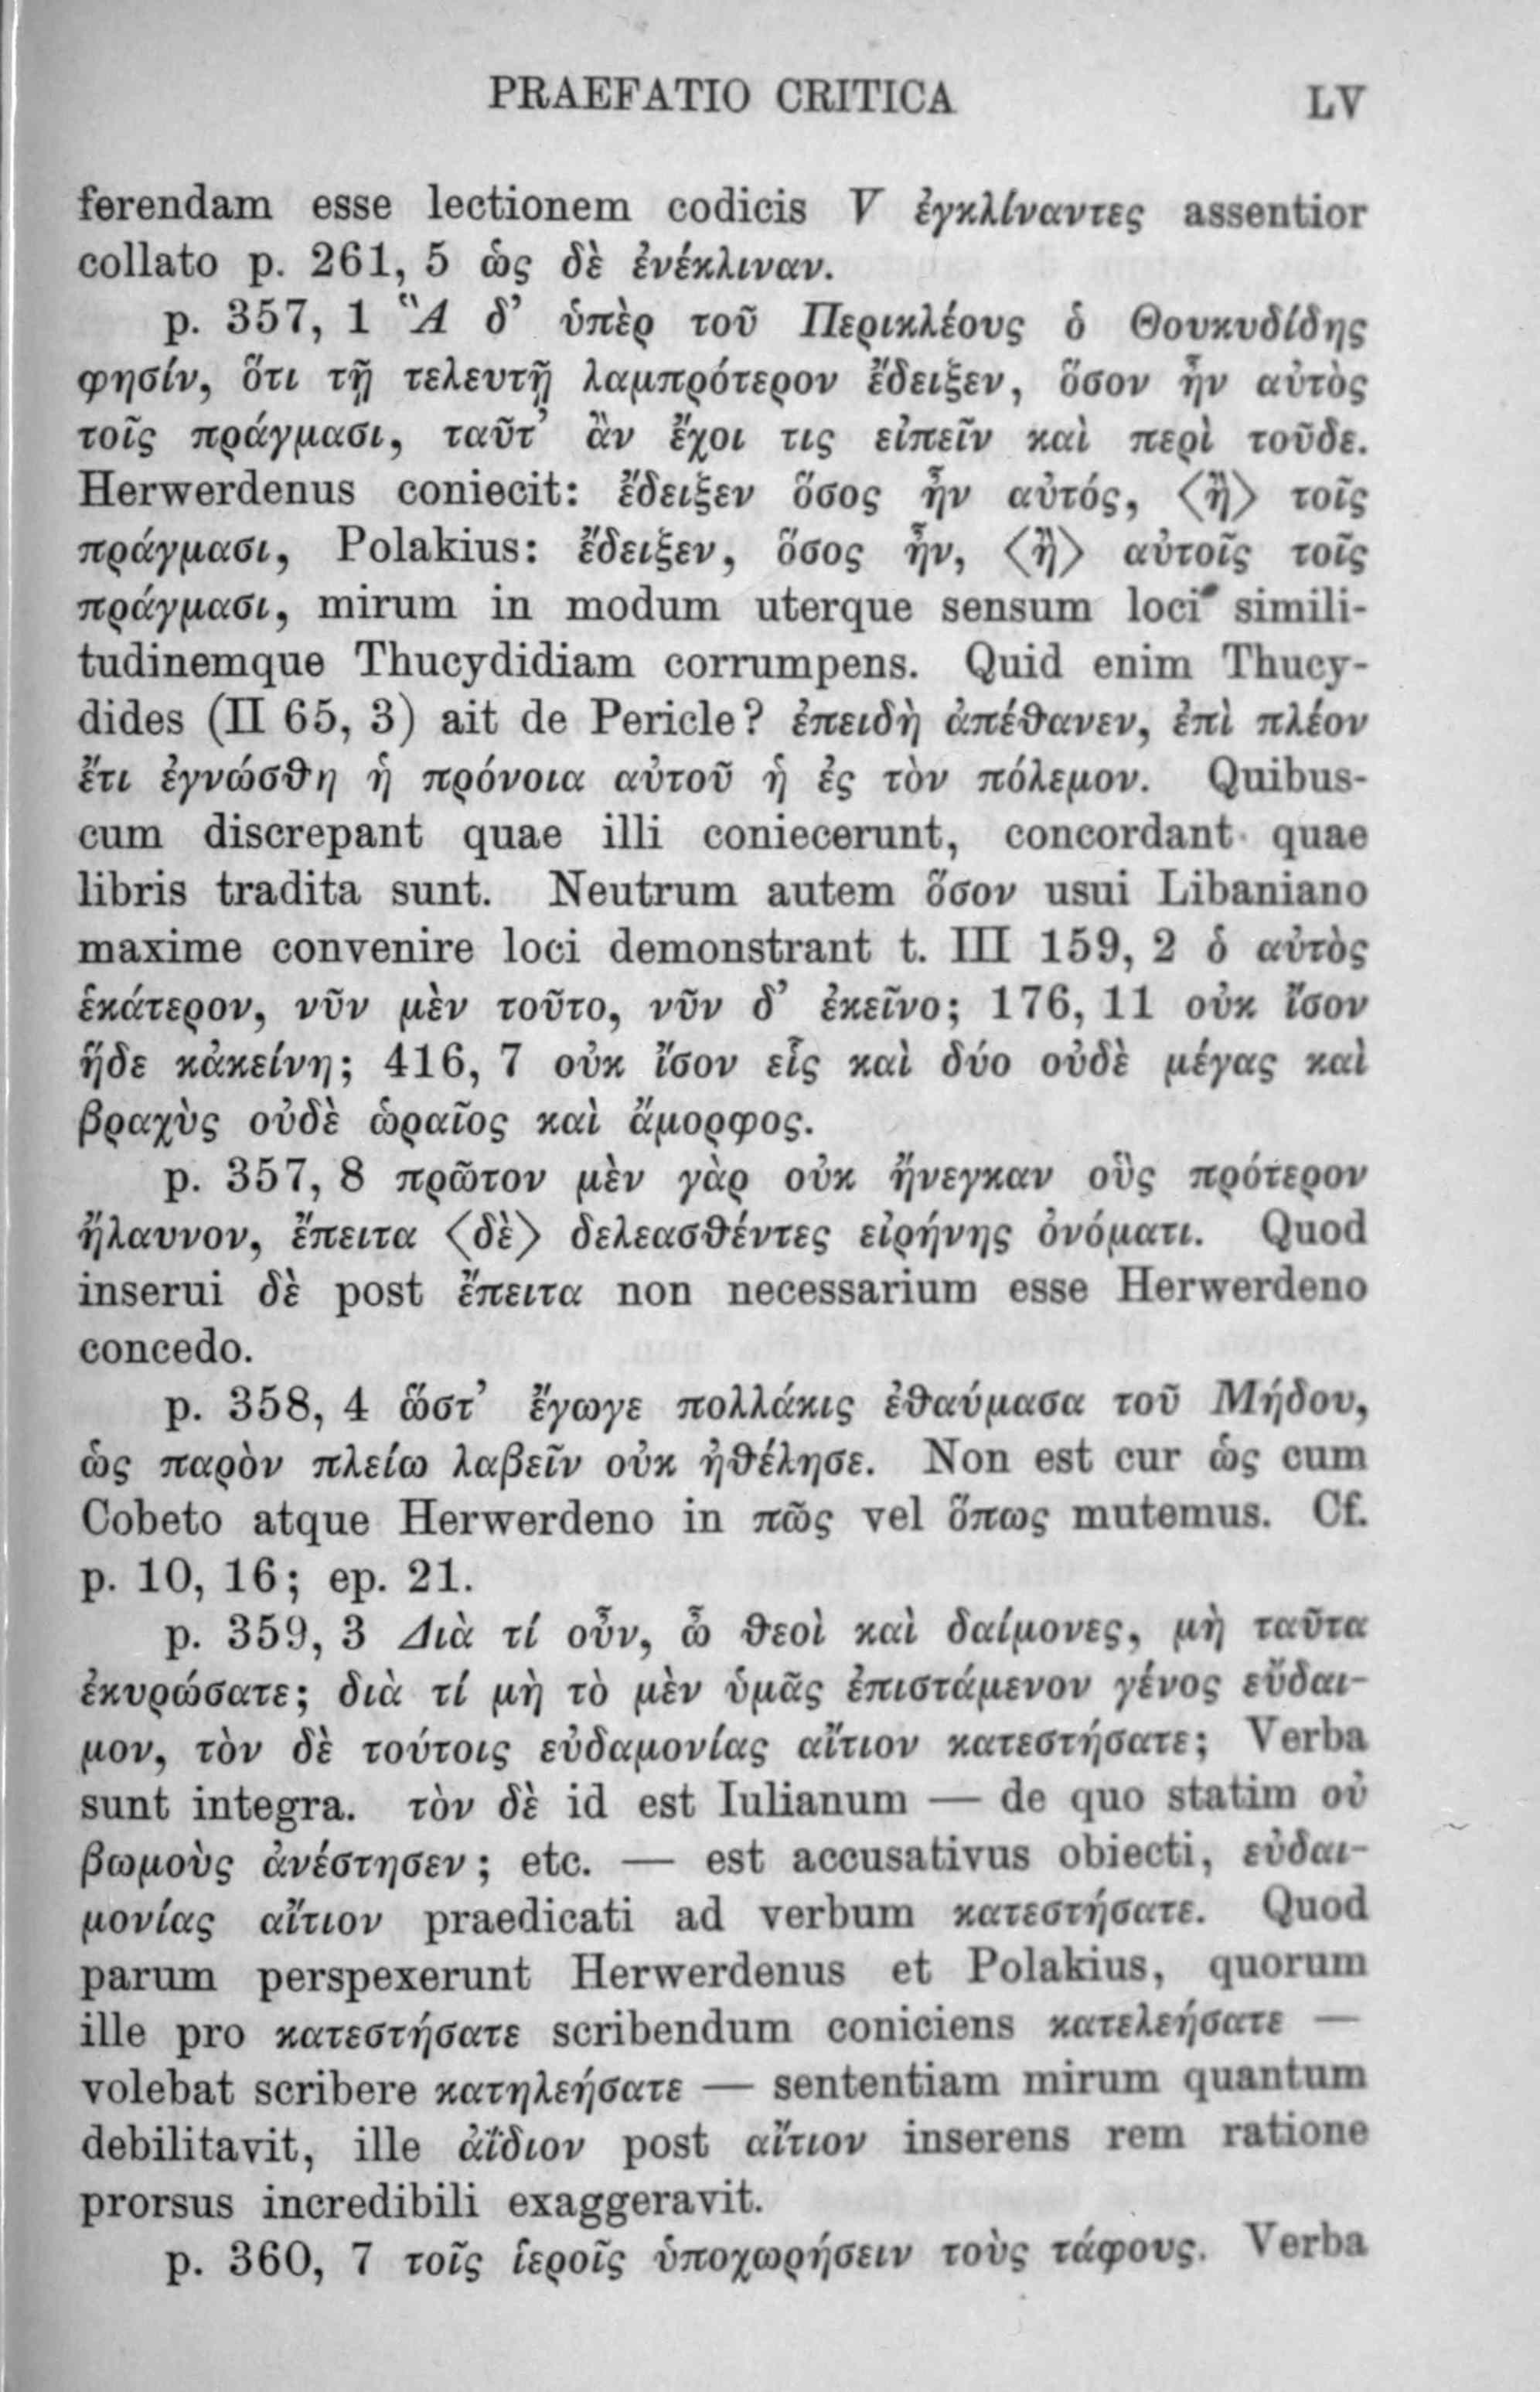 PRAEFATIO CRITICA LV
ferendam esse lectionem codicis V ἐγκλίναντες assentior
collato p. 261, 5 ὡς δὲ ἐνέκλιναν.
p. 357, 1 Ἃ δ’ ὑπὲρ τοῦ Περικλέους ὁ Θουκυδίδης
φησίν, ὅτι τῇ τελευτῇ λαμπρότερον ἔδειξεν, ὅσον ἦν αὐτὸς
τοῖς πράγμασι, ταῦτ’ ἂν ἔχοι τις εἰπεῖν καὶ περὶ τοῦδε.
Herwerdenus coniecit: ἔδειξεν ὅσος ἦν αὐτός, 〈ἢ〉 τοῖς
πράγμασι, Polakius: ἔδειξεν, ὅσος ἦν, 〈ἢ〉 αὐτοῖς τοῖς
πράγμασι, mirum in modum uterque sensum loci simili-
tudinemque Thucydidiam corrumpens. Quid enim Thucy-
dides (II 65, 3) ait de Pericle? ἐπειδὴ ἀπέθανεν, ἐπὶ πλέον
ἔτι ἐγνώσθη ἡ πρόνοια αὐτοῦ ἡ ἐς τὸν πόλεμον. Quibus-
cum discrepant quae illi coniecerunt, concordant quae
libris tradita sunt. Neutrum autem ὅσον usui Libaniano
maxime convenire loci demonstrant t. III 159, 2 ὁ αὐτὸς
ἑκάτερον, νῦν μὲν τοῦτο, νῦν δ’ ἐκεῖνο; 176, 11 οὐκ ἴσον
ἥδε κἀκείνη; 416, 7 οὐκ ἴσον εἷς καὶ δύο οὐδὲ μέγας καὶ
βραχὺς οὐδὲ ὡραῖος καὶ ἄμορφος.
p. 357, 8 πρῶτον μὲν γὰρ οὐκ ἤνεγκαν οὓς πρότερον
ἤλαυνον, ἔπειτα 〈δὲ〉 δελεασθέντες εἰρήνης ὀνόματι. Quod
inserui δὲ post ἔπειτα non necessarium esse Herwerdeno
concedo.
p. 358, 4 ὥστ’ ἔγωγε πολλάκις ἐθαύμασα τοῦ Μήδου,
ὡς παρὸν πλείω λαβεῖν οὐκ ἠθέλησε. Non est cur ὡς cum
Cobeto atque Herwerdeno in πῶς vel ὅπως mutemus. Cf.
p. 10, 16; ep. 21.
p. 359, 3 Διὰ τί οὖν, ὦ θεοὶ καὶ δαίμονες, μὴ ταῦτα
ἐκυρώσατε; διὰ τί μὴ τὸ μὲν ὑμᾶς ἐπιστάμενον γένος εὔδαι-
μον, τὸν δὲ τούτοις εὐδαμονίας αἴτιον κατεστήσατε; Verba
sunt integra. τὸν δὲ id est Iulianum — de quo statim οὐ
βωμοὺς ἀνέστησεν; etc. — est accusativus obiecti, εὐδαι-
μονίας αἴτιον praedicati ad verbum κατεστήσατε. Quod
parum perspexerunt Herwerdenus et Polakius, quorum
ille pro κατεστήσατε scribendum coniciens κατελεήσατε —
volebat scribere κατηλεήσατε — sententiam mirum quantum
debilitavit, ille ἀΐδιον post αἴτιον inserens rem ratione
prorsus incredibili exaggeravit.
p. 360, 7 τοῖς ἱεροῖς ὑποχωρήσειν τοὺς τάφους. Verba